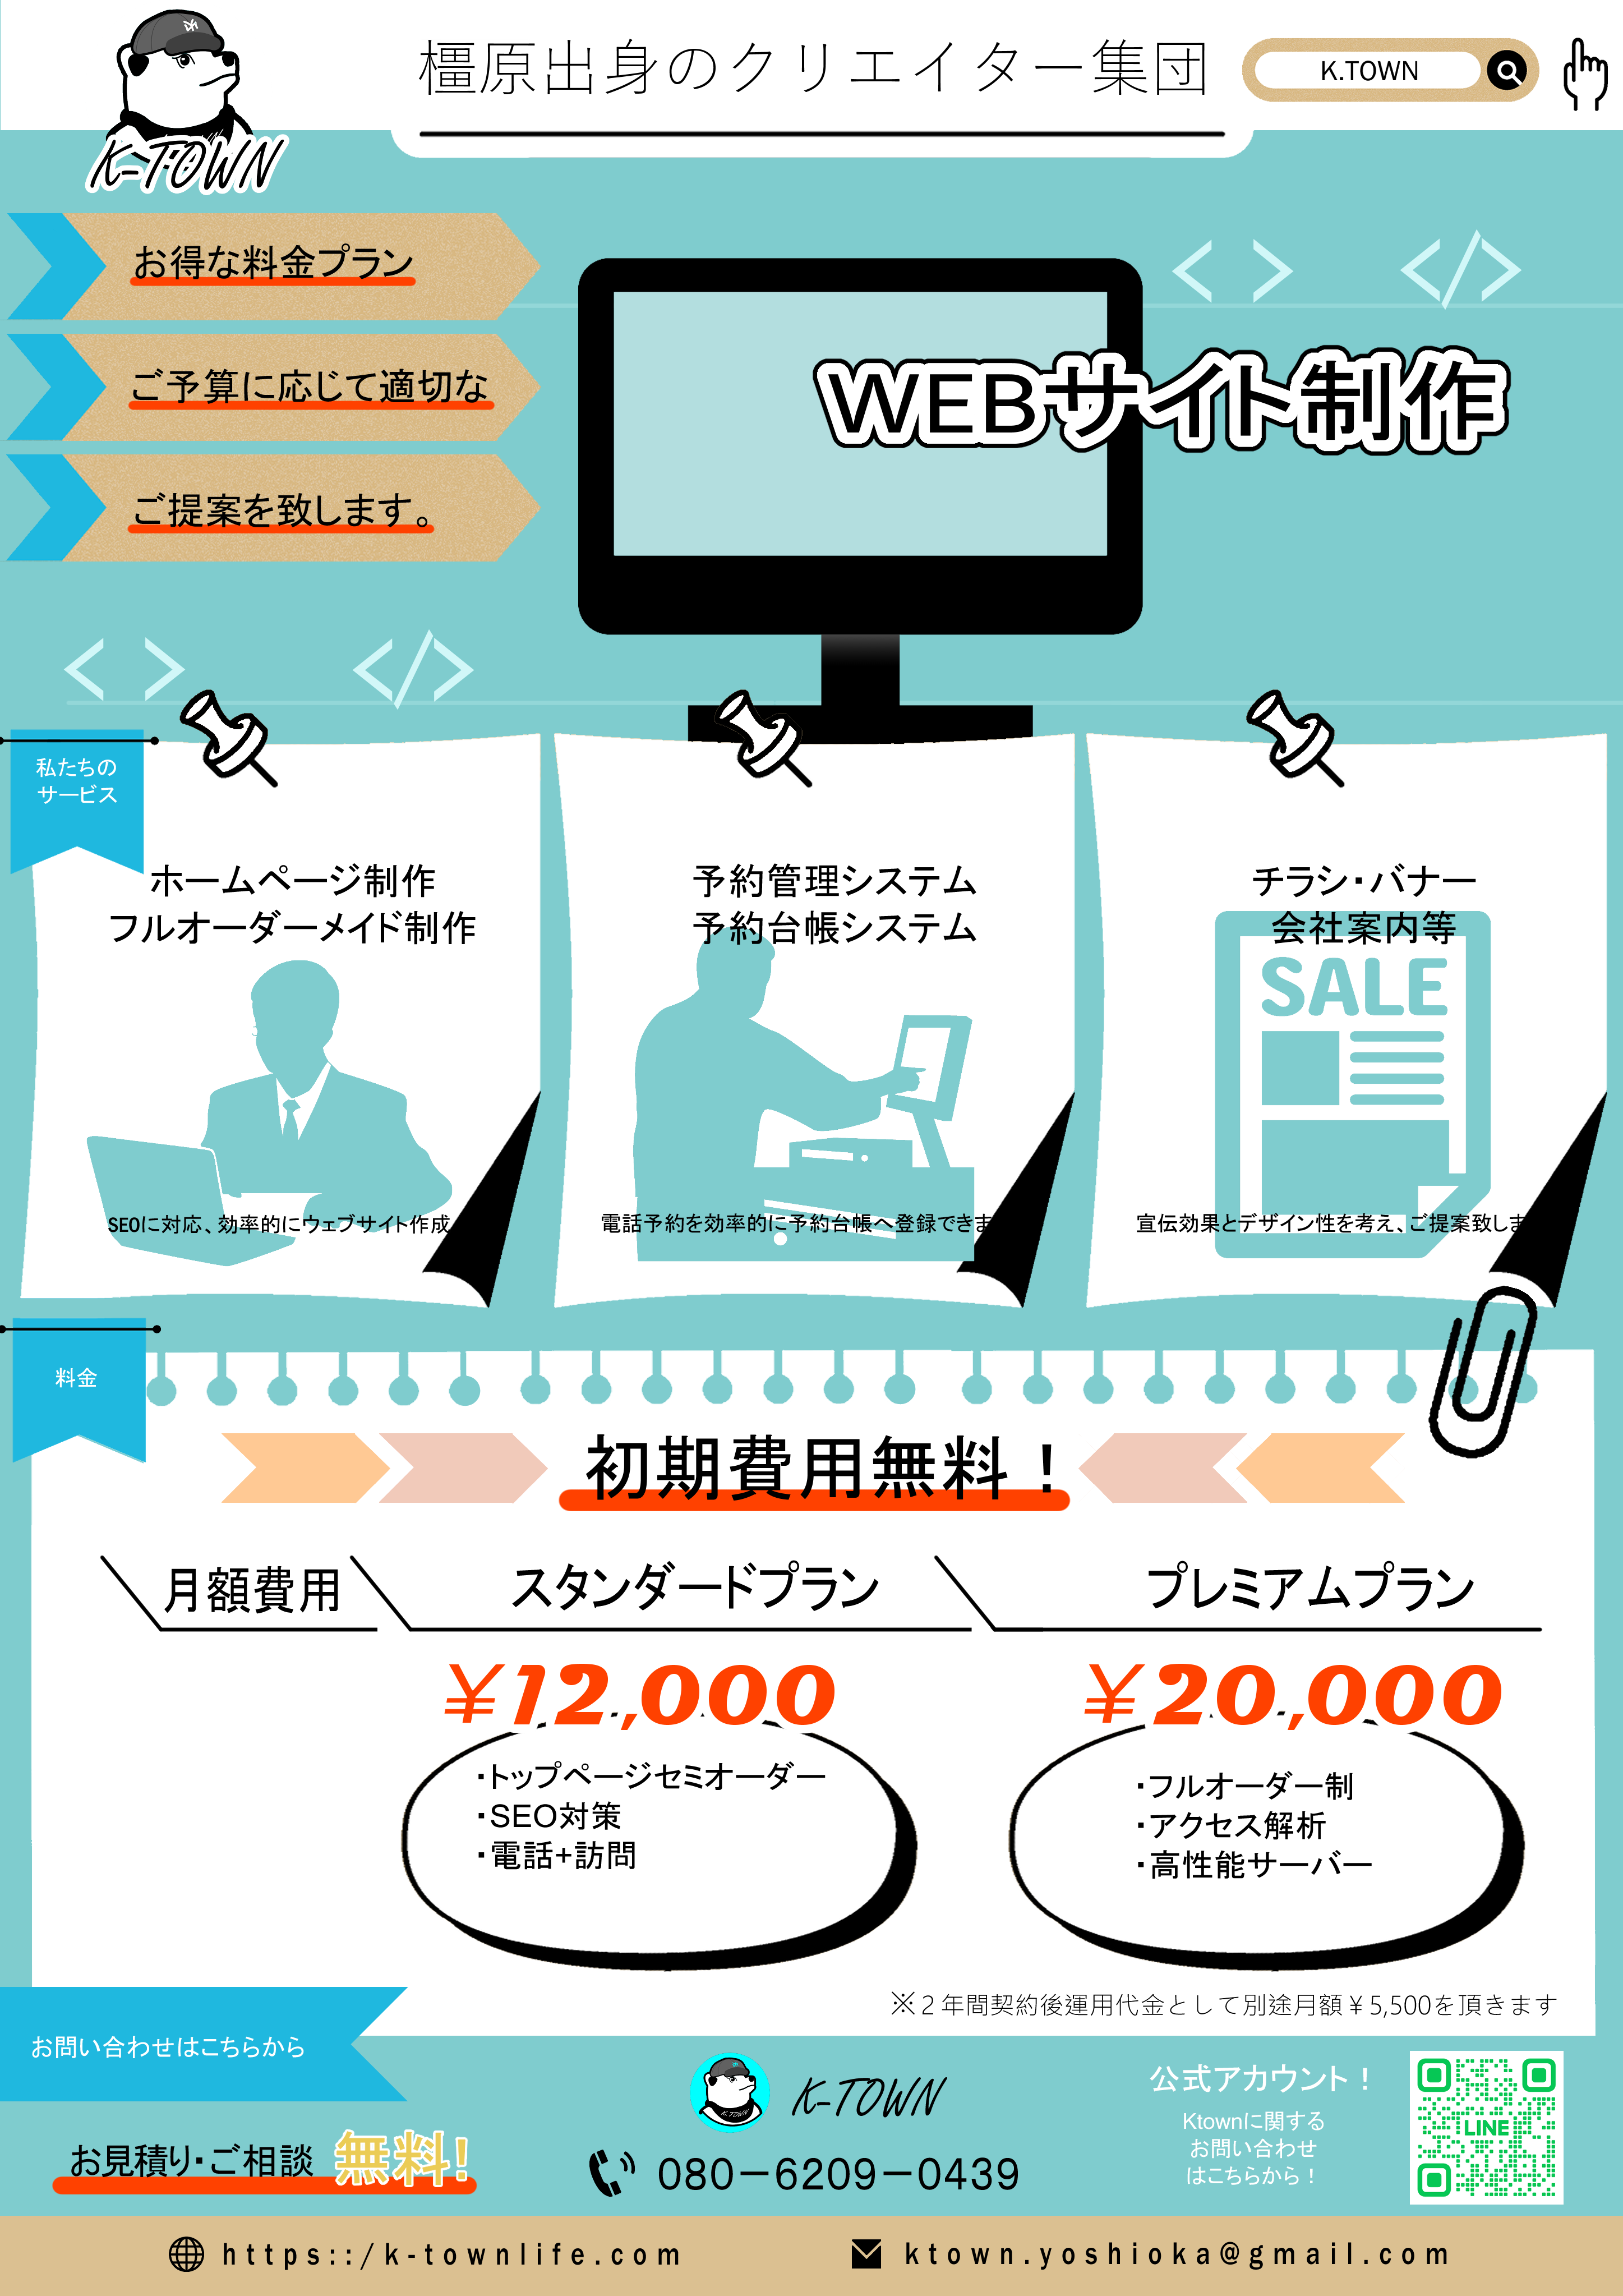 K-TOWN
橿原出身のクリエイター集団
K.TOWN
お得な料金プラン
ご予算に応じて適切な
ご提案を致します。
WEBサイト制作
私たちの
サービス
ホームページ制作
フルオーダーメイド制作
SEOに対応、効率的にウェブサイト作成
予約管理システム
予約台帳システム
電話予約を効率的に予約台帳へ登録できま
チラシ・バナー
会社案内等
SALE
宣伝効果とデザイン性を考え、ご提案致しま
料金
初期費用無料！
月額費用
スタンダードプラン
プレミアムプラン
￥12,000
￥20,000
・トップページセミオーダー
・SEO対策
・電話+訪問
・フルオーダー制
・アクセス解析
・高性能サーバー
※２年間契約後運用代金として別途月額￥5,500を頂きます
お問い合わせはこちらから
お見積り・ご相談 無料!
K-TOWN
K-TOWN
080−6209−0439
公式アカウント！
Ktownに関する
お問い合わせ
はこちらから！
LINE
https::/k-townlife.com
ktown.yoshioka@gmail.com